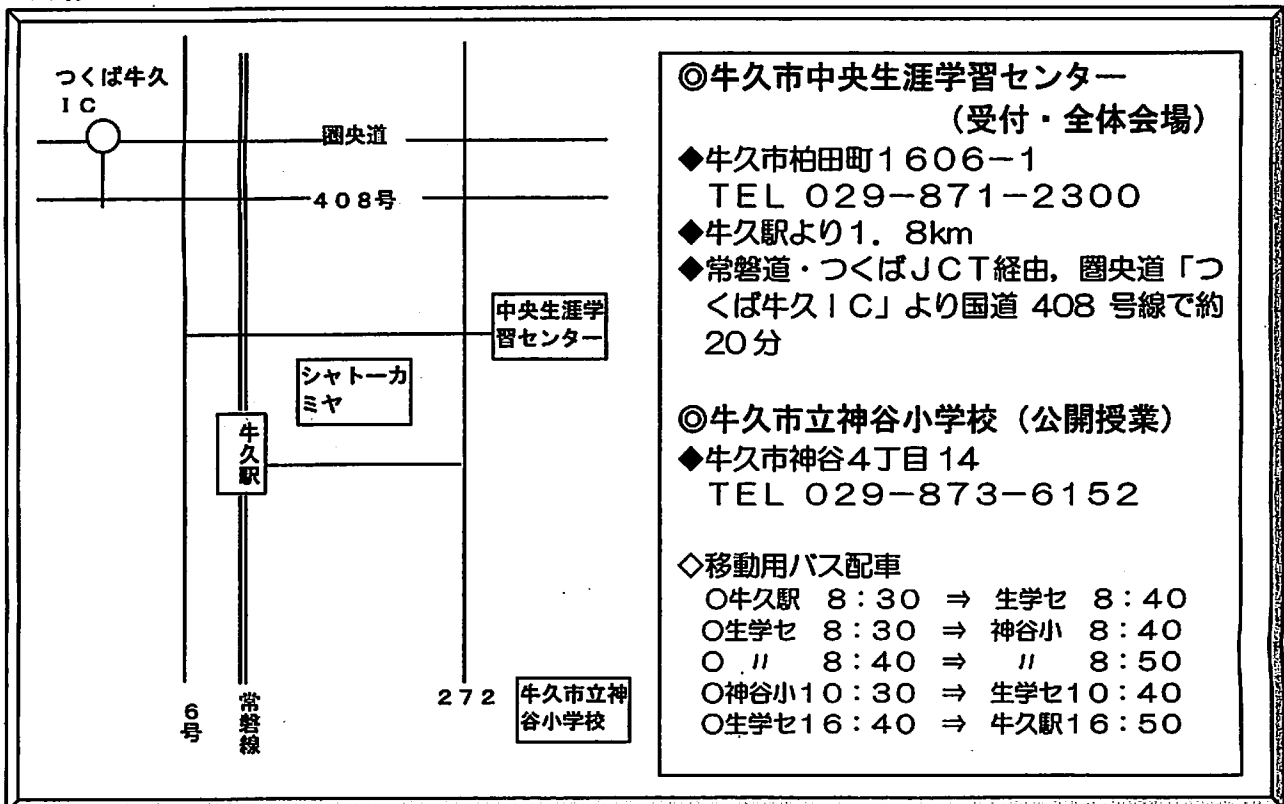 つくば牛久
ＩＣ
圏央道
４０８号
中央生涯学
習センター
シャトーカ
ミヤ
牛久駅
６号
常磐線
２７２
牛久市立神
谷小学校
◎牛久市中央生涯学習センター
（受付・全体会場）
◆牛久市柏田町１６０６－１
ＴＥＬ ０２９－８７１－２３００
◆牛久駅より１．８km
◆常磐道・つくばＪＣＴ経由，圏央道「つ
くば牛久ＩＣ」より国道 408 号線で約
20分
◎牛久市立神谷小学校（公開授業）
◆牛久市神谷4丁目14
ＴＥＬ ０２９－８７３－６１５２
◇移動用バス配車
○牛久駅 ８：３０ ⇒ 生学セ ８：４０
○生学セ ８：３０ ⇒ 神谷小 ８：４０
○ 〃 ８：４０ ⇒ 〃 ８：５０
○神谷小１０：３０ ⇒ 生学セ１０：４０
○生学セ１６：４０ ⇒ 牛久駅１６：５０